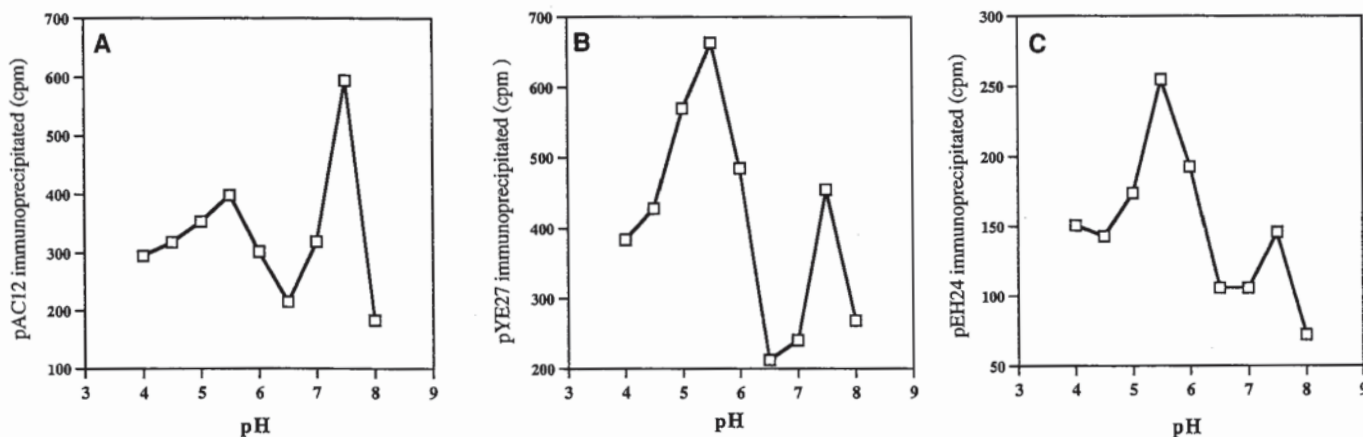 A
pAC12 immunoprecipitated (cpm)
700
600
500
400
300
200
100
3 4 5 6 7 8 9
pH
B
pYE27 immunoprecipitated (cpm )
700
600
500
400
300
200
3 4 5 6 7 8 9
pH
C
pEH24 immunoprecipitated (cpm)
300
250
200
150
100
50
3 4 5 6 7 8 9
pH